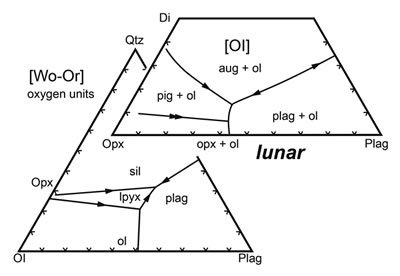 Di
Qtz
[Ol]
aug + ol
[Wo-Or]
oxygen units
pig + ol
plag + ol
Opx
opx + ol
Plag
lunar
sil
Opx
lpyx
plag
ol
Ol
Plag